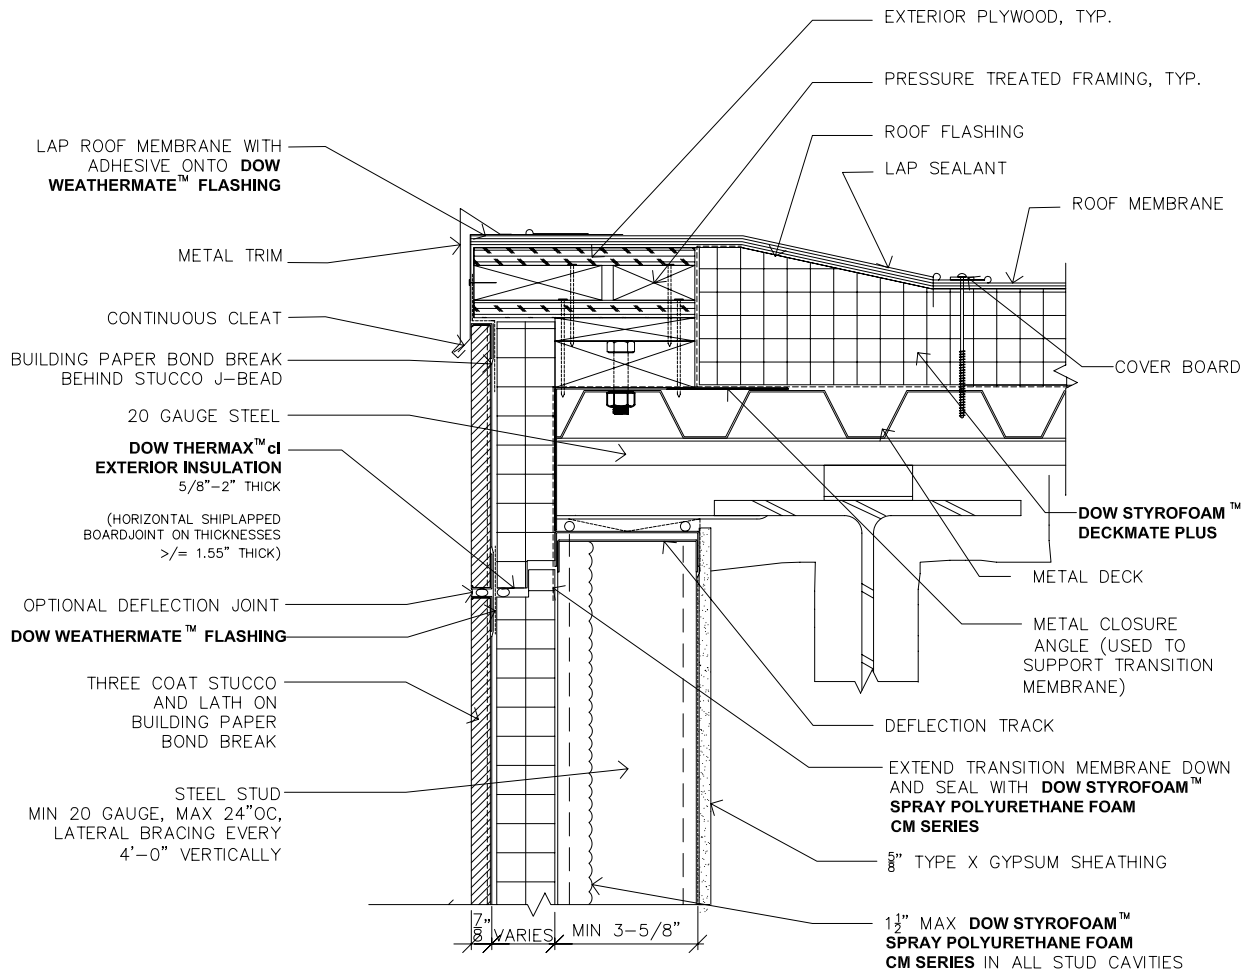 EXTERIOR PLYWOOD, TYP.
PRESSURE TREATED FRAMING, TYP.
ROOF FLASHING
LAP SEALANT
ROOF MEMBRANE
COVER BOARD
DOW STYROFOAM™
DECKMATE PLUS
METAL DECK
METAL CLOSURE
ANGLE (USED TO
SUPPORT TRANSITION
MEMBRANE)
DEFLECTION TRACK
EXTEND TRANSITION MEMBRANE DOWN
AND SEAL WITH DOW STYROFOAM™
SPRAY POLYURETHANE FOAM
CM SERIES
5/8" TYPE X GYPSUM SHEATHING
1 1/2" MAX DOW STYROFOAM™
SPRAY POLYURETHANE FOAM
CM SERIES IN ALL STUD CAVITIES
LAP ROOF MEMBRANE WITH
ADHESIVE ONTO DOW
WEATHERMATE™ FLASHING
METAL TRIM
CONTINUOUS CLEAT
BUILDING PAPER BOND BREAK
BEHIND STUCCO J-BEAD
20 GAUGE STEEL
DOW THERMAX™cI
EXTERIOR INSULATION
5/8"-2" THICK
(HORIZONTAL SHIPLAPPED
BOARDJOINT ON THICKNESSES
>/= 1.55" THICK)
OPTIONAL DEFLECTION JOINT
DOW WEATHERMATE™ FLASHING
THREE COAT STUCCO
AND LATH ON
BUILDING PAPER
BOND BREAK
STEEL STUD
MIN 20 GAUGE, MAX 24"OC,
LATERAL BRACING EVERY
4'-0" VERTICALLY
7/8" VARIES MIN 3-5/8"